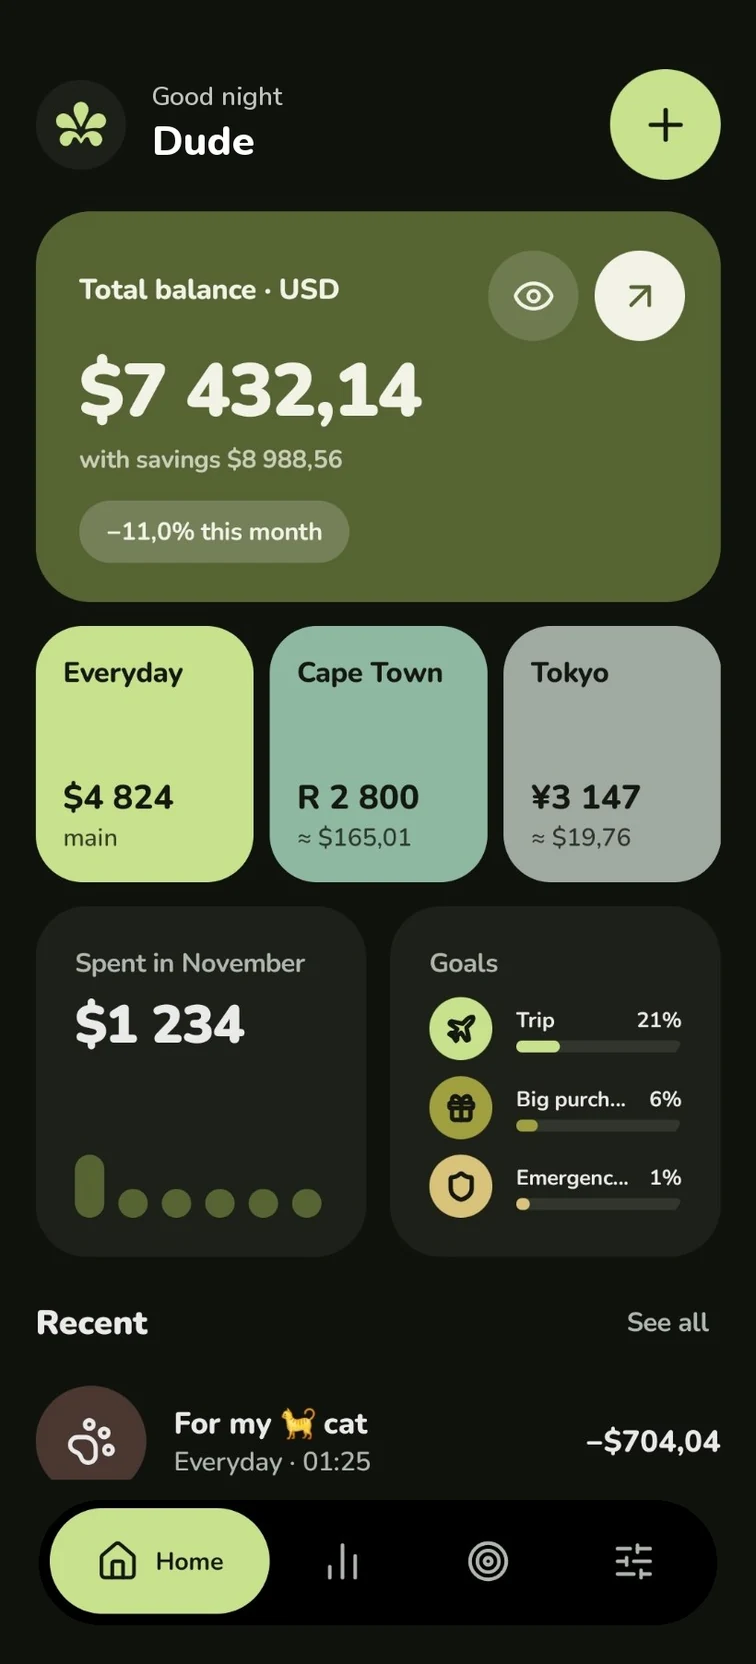 Good night
Dude
Total balance · USD
$7 432,14
with savings $8 988,56
−11,0% this month
Everyday
$4 824
main
Cape Town
R 2 800
≈ $165,01
Tokyo
¥3 147
≈ $19,76
Spent in November
$1 234
Goals
Trip 21%
Big purch... 6%
Emergenc... 1%
Recent
See all
For my 🐈 cat
Everyday · 01:25
−$704,04
Home